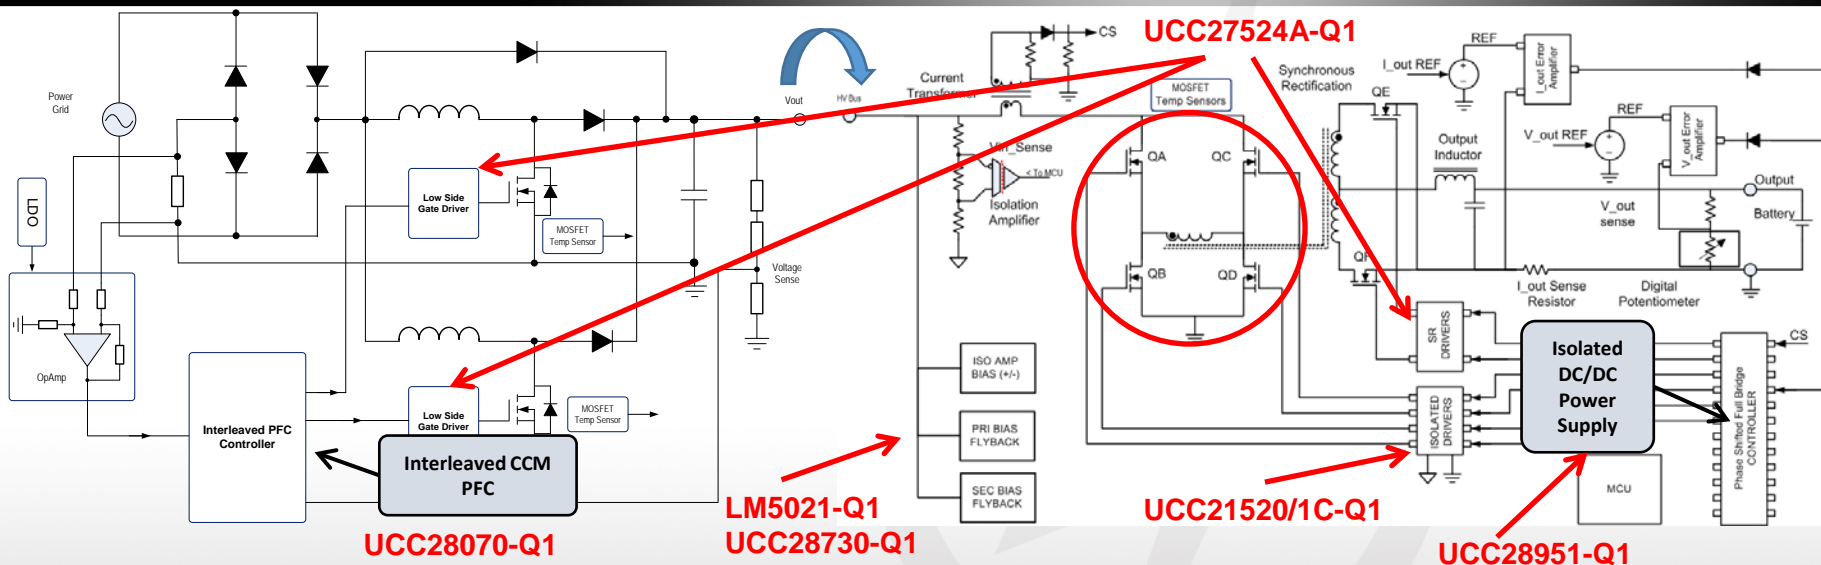 Power
Grid
LDO
OpAmp
Interleaved PFC
Controller
Low Side
Gate Driver
MOSFET
Temp Sensor
Low Side
Gate Driver
MOSFET
Temp Sensor
Interleaved CCM
PFC
UCC28070-Q1
Voltage
Sense
Vout
HV Bus
Current
Transformer
CS
Vin_Sense
< To MCU
Isolation
Amplifier
ISO AMP
BIAS (+/-)
PRI BIAS
FLYBACK
SEC BIAS
FLYBACK
LM5021-Q1
UCC28730-Q1
UCC27524A-Q1
MOSFET
Temp Sensors
QA
QC
QB
QD
Synchronous
Rectification
QE
QF
I_out REF
REF
I_out Error
Amplifier
V_out REF
REF
V_out Error
Amplifier
Output
Inductor
V_out
sense
Output
Battery
I_out Sense
Resistor
Digital
Potentiometer
SR
DRIVERS
ISOLATED
DRIVERS
Isolated
DC/DC
Power
Supply
Phase Shifted Full Bridge
CONTROLLER
CS
MCU
UCC21520/1C-Q1
UCC28951-Q1